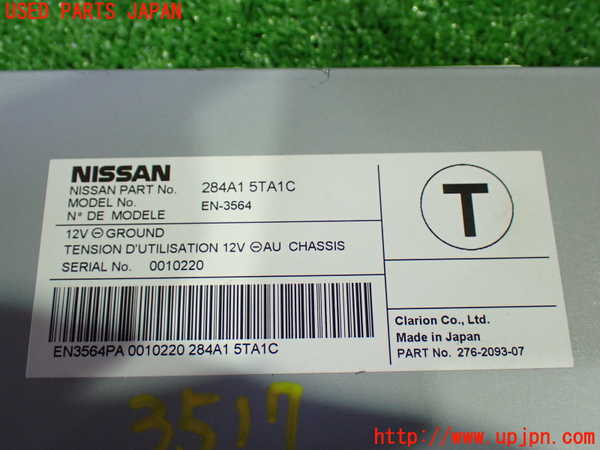 USED PARTS JAPAN
NISSAN
NISSAN PART No. 284A1 5TA1C
MODEL No. EN-3564
N° DE MODELE
12V ⊖ GROUND
TENSION D'UTILISATION 12V ⊖ AU CHASSIS
SERIAL No. 0010220
T
EN3564PA 0010220 284A1 5TA1C
Clarion Co., Ltd.
Made in Japan
PART No. 276-2093-07
3517
UPJ
http://www.upjpn.com/